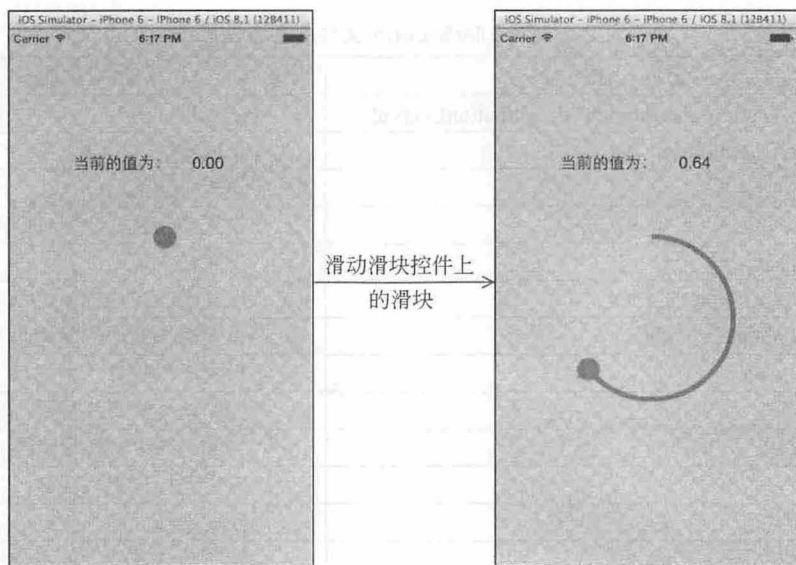 iOS Simulator - iPhone 6 - iPhone 6 / iOS 8.1 (12B411)
Carrier 6:17 PM
当前的值为: 0.00
滑动滑块控件上
的滑块
iOS Simulator - iPhone 6 - iPhone 6 / iOS 8.1 (12B411)
Carrier 6:17 PM
当前的值为: 0.64